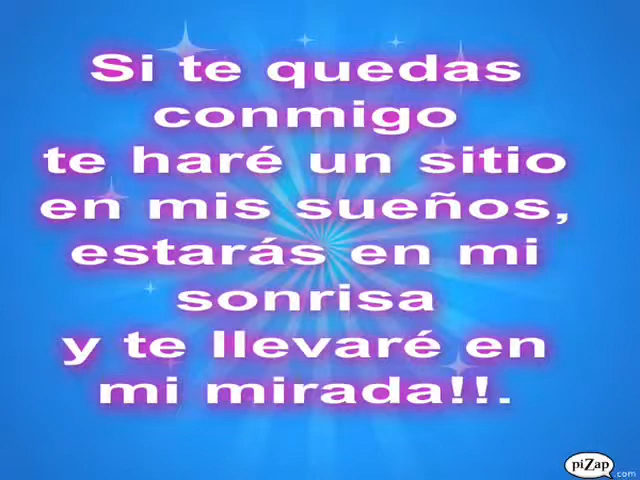 Si te quedas
conmigo
te haré un sitio
en mis sueños,
estarás en mi
sonrisa
y te llevaré en
mi mirada!!.
piZap.com